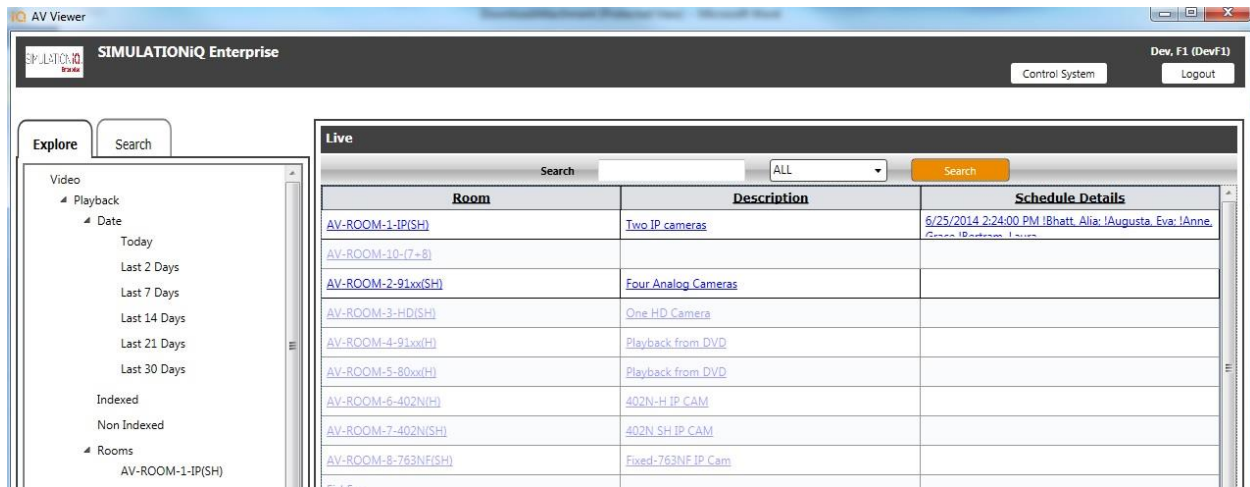 AV Viewer
SIMULATIONiQ Enterprise
Dev, F1 (DevF1)
Control System
Logout
Explore
Search
Video
Playback
Date
Today
Last 2 Days
Last 7 Days
Last 14 Days
Last 21 Days
Last 30 Days
Indexed
Non Indexed
Rooms
AV-ROOM-1-IP(SH)
Live
Search ALL Search
Room Description Schedule Details
AV-ROOM-1-IP(SH) Two IP cameras 6/25/2014 2:24:00 PM !Bhatt, Alia; !Augusta, Eva; !Anne,
Grace !Bertram, Laura
AV-ROOM-10-(7+8)
AV-ROOM-2-91xx(SH) Four Analog Cameras
AV-ROOM-3-HD(SH) One HD Camera
AV-ROOM-4-91xx(H) Playback from DVD
AV-ROOM-5-80xx(H) Playback from DVD
AV-ROOM-6-402N(H) 402N-H IP CAM
AV-ROOM-7-402N(SH) 402N SH IP CAM
AV-ROOM-8-763NF(SH) Fixed-763NF IP Cam